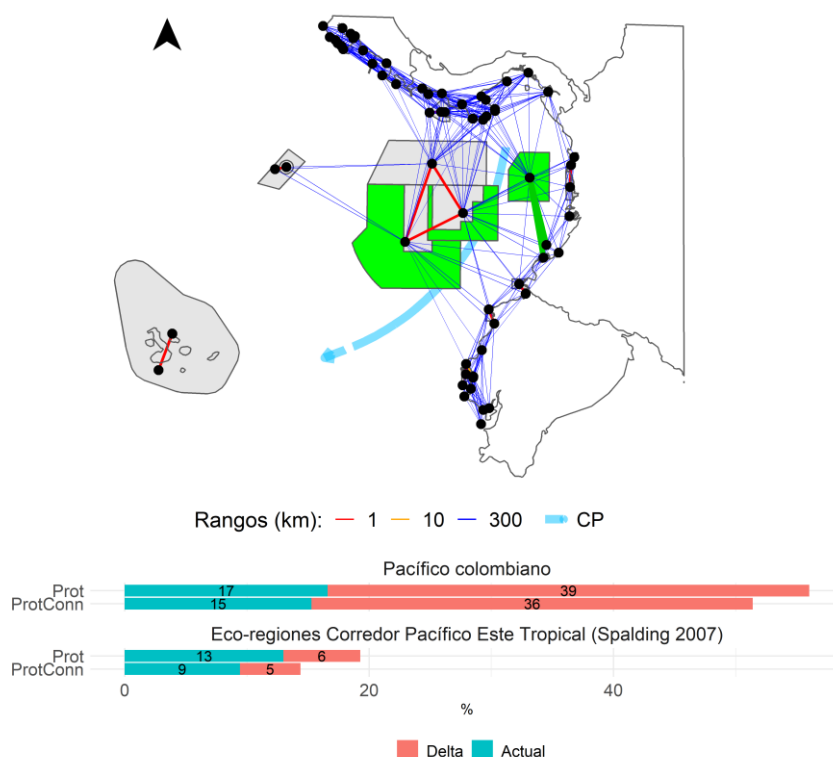 Rangos (km): 1 10 300 CP
Pacífico colombiano
Prot 17 39
ProtConn 15 36
Eco-regiones Corredor Pacífico Este Tropical (Spalding 2007)
Prot 13 6
ProtConn 9 5
0 20 40
%
Delta Actual